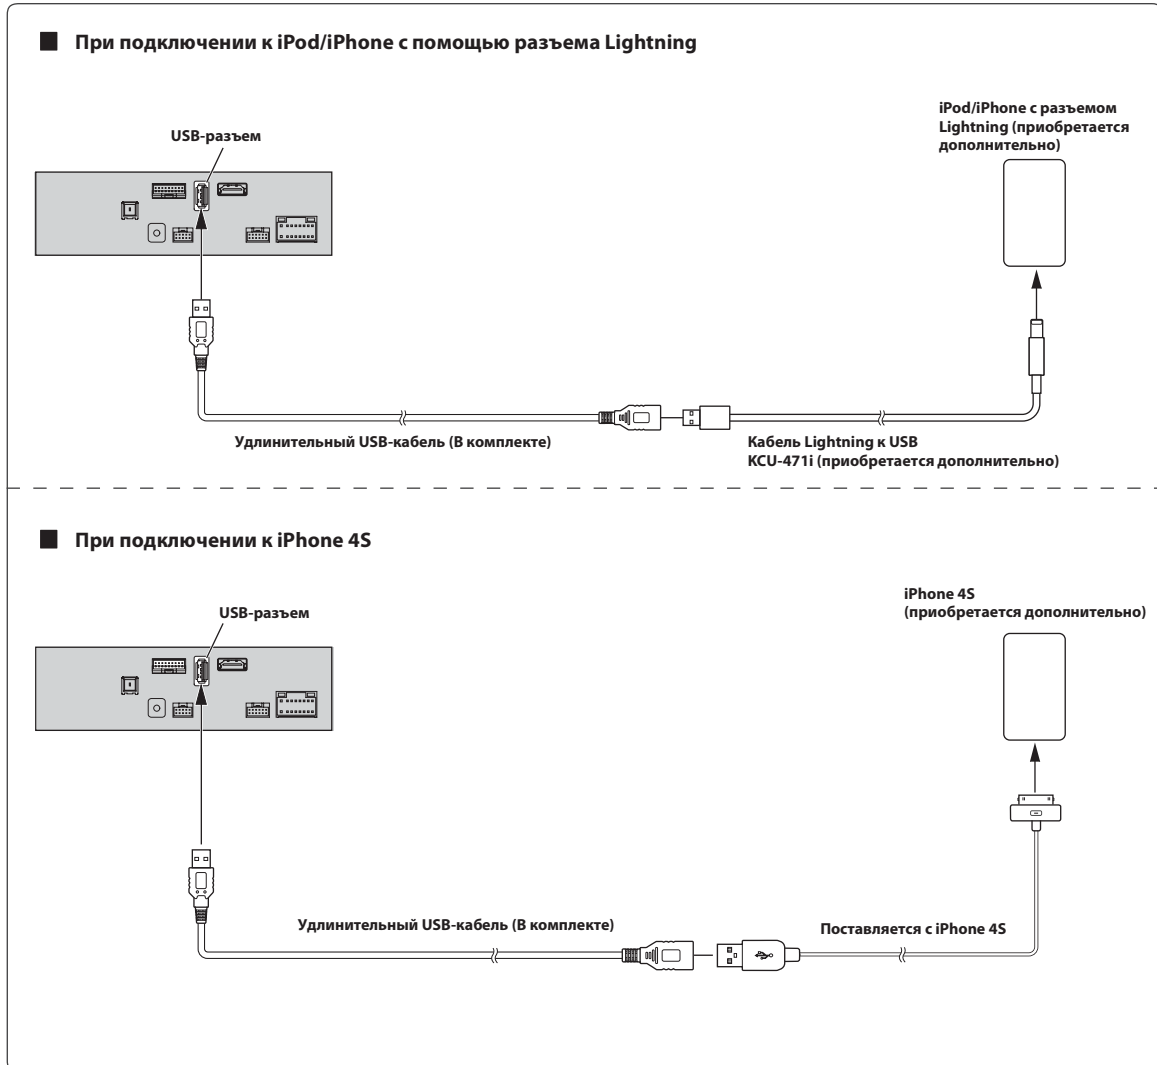 При подключении к iPod/iPhone с помощью разъема Lightning
iPod/iPhone с разъемом
Lightning (приобретается
дополнительно)
USB-разъем
Удлинительный USB-кабель (В комплекте)
Кабель Lightning к USB
KCU-471i (приобретается дополнительно)
При подключении к iPhone 4S
iPhone 4S
(приобретается дополнительно)
USB-разъем
Удлинительный USB-кабель (В комплекте)
Поставляется с iPhone 4S